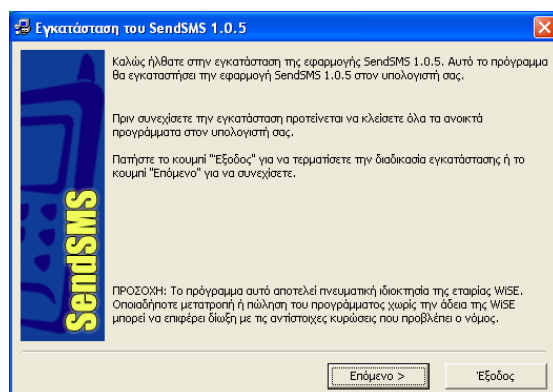 Εγκατάσταση του SendSMS 1.0.5
Καλώς ήλθατε στην εγκατάσταση της εφαρμογής SendSMS 1.0.5. Αυτό το πρόγραμμα
θα εγκαταστήσει την εφαρμογή SendSMS 1.0.5 στον υπολογιστή σας.
Πριν συνεχίσετε την εγκατάσταση προτείνεται να κλείσετε όλα τα ανοικτά
προγράμματα στον υπολογιστή σας.
Πατήστε το κουμπί "Έξοδος" για να τερματίσετε την διαδικασία εγκατάστασης ή το
κουμπί "Επόμενο" για να συνεχίσετε.
ΠΡΟΣΟΧΗ: Το πρόγραμμα αυτό αποτελεί πνευματική ιδιοκτησία της εταιρίας WiSE.
Οποιαδήποτε μετατροπή ή πώληση του προγράμματος χωρίς την άδεια της WiSE
μπορεί να επιφέρει δίωξη με τις αντίστοιχες κυρώσεις που προβλέπει ο νόμος.
SendSMS
Επόμενο >
Έξοδος